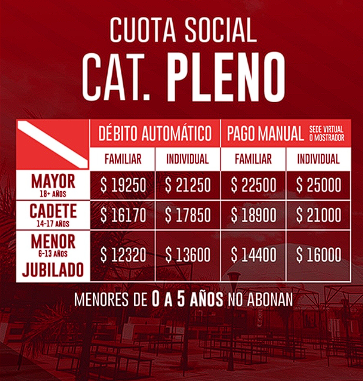 CUOTA SOCIAL
CAT. PLENO
DÉBITO AUTOMÁTICO PAGO MANUAL SEDE VIRTUAL O MOSTRADOR
FAMILIAR INDIVIDUAL FAMILIAR INDIVIDUAL
MAYOR 18+ AÑOS $ 19250 $ 21250 $ 22500 $ 25000
CADETE 14-17 AÑOS $ 16170 $ 17850 $ 18900 $ 21000
MENOR 6-13 AÑOS JUBILADO $ 12320 $ 13600 $ 14400 $ 16000
MENORES DE 0 A 5 AÑOS NO ABONAN